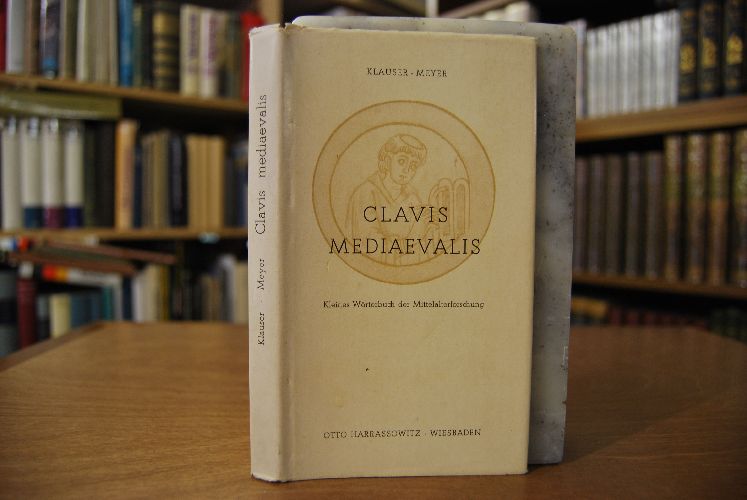 KLAUSER · MEYER
CLAVIS
MEDIAEVALIS
Kleines Wörterbuch der Mittelalterforschung
OTTO HARRASSOWITZ · WIESBADEN
Klauser · Meyer Clavis mediaevalis